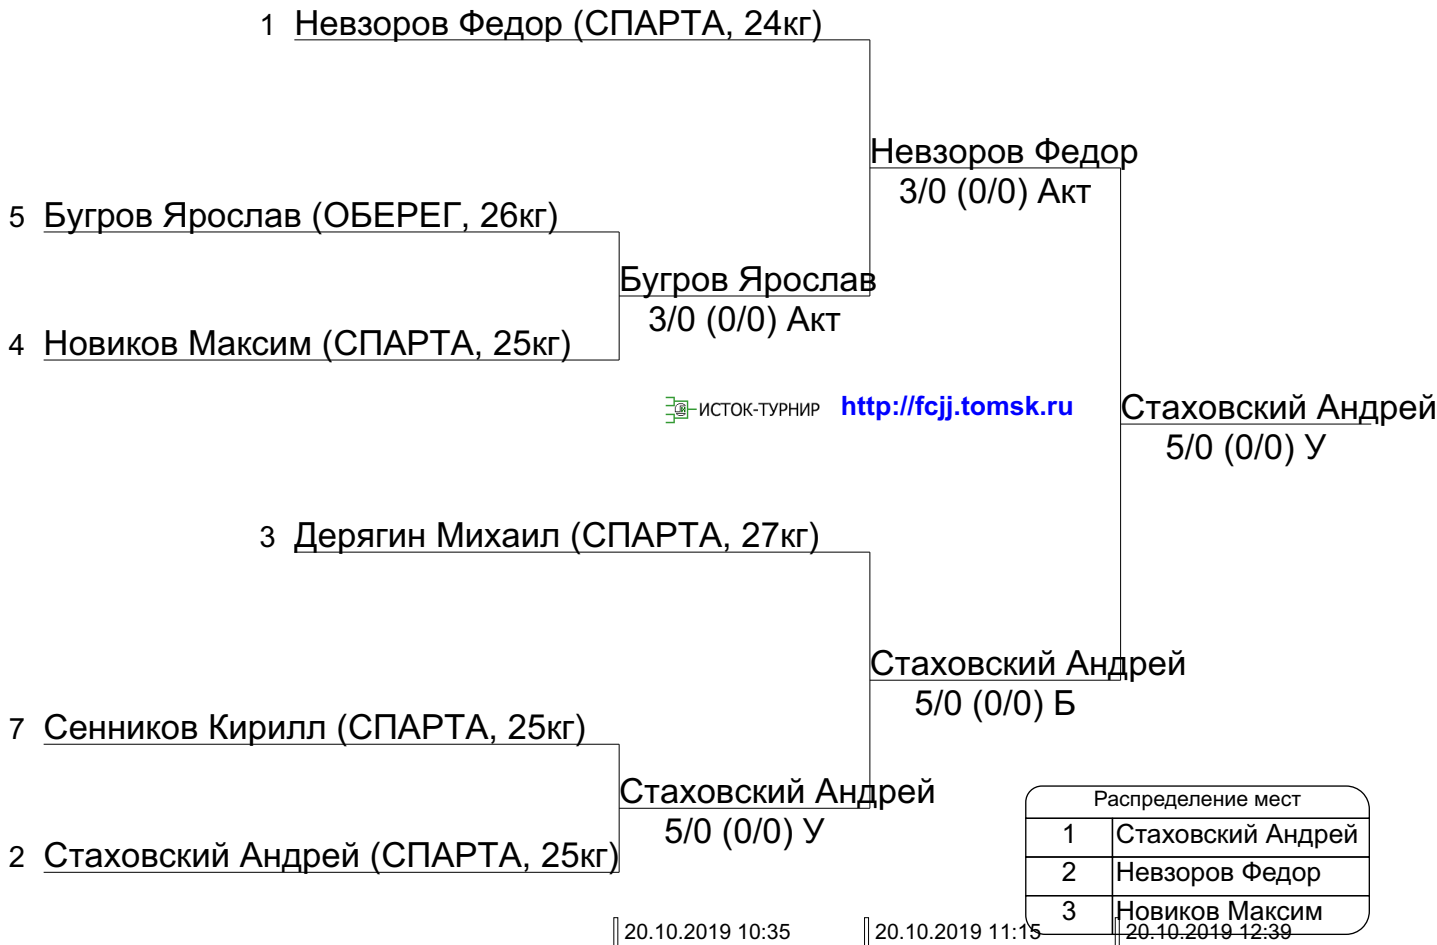 1 Невзоров Федор (СПАРТА, 24кг)
Невзоров Федор
3/0 (0/0) Акт
5 Бугров Ярослав (ОБЕРЕГ, 26кг)
Бугров Ярослав
3/0 (0/0) Акт
4 Новиков Максим (СПАРТА, 25кг)
ИСТОК-ТУРНИР http://fcjj.tomsk.ru
Стаховский Андрей
5/0 (0/0) У
3 Дерягин Михаил (СПАРТА, 27кг)
Стаховский Андрей
5/0 (0/0) Б
7 Сенников Кирилл (СПАРТА, 25кг)
Стаховский Андрей
5/0 (0/0) У
2 Стаховский Андрей (СПАРТА, 25кг)
Распределение мест
1 Стаховский Андрей
2 Невзоров Федор
3 Новиков Максим
20.10.2019 10:35 20.10.2019 11:15 20.10.2019 12:39